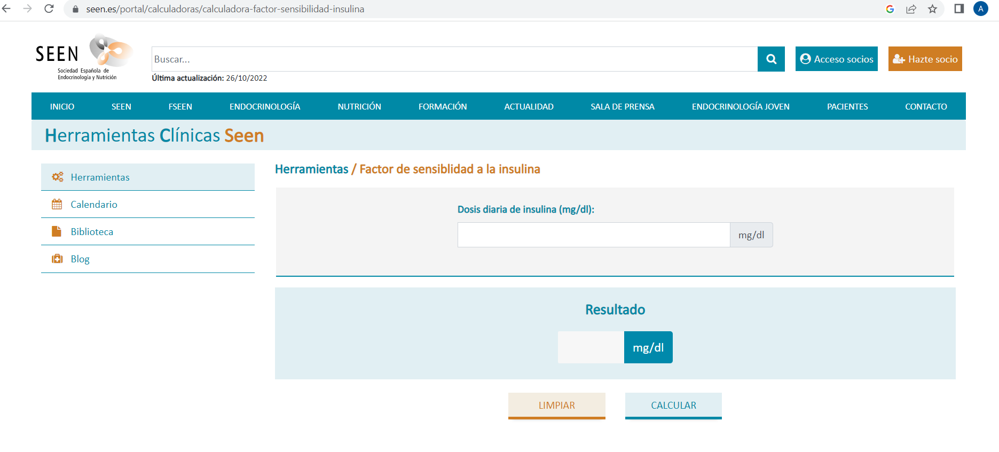 seen.es/portal/calculadoras/calculadora-factor-sensibilidad-insulina
A
SEEN
Sociedad Española de
Endocrinología y Nutrición
Buscar...
Acceso socios
Hazte socio
Última actualización: 26/10/2022
INICIO SEEN FSEEN ENDOCRINOLOGÍA NUTRICIÓN FORMACIÓN ACTUALIDAD SALA DE PRENSA ENDOCRINOLOGÍA JOVEN PACIENTES CONTACTO
Herramientas Clínicas Seen
Herramientas
Calendario
Biblioteca
Blog
Herramientas / Factor de sensiblidad a la insulina
Dosis diaria de insulina (mg/dl):
mg/dl
Resultado
mg/dl
LIMPIAR
CALCULAR